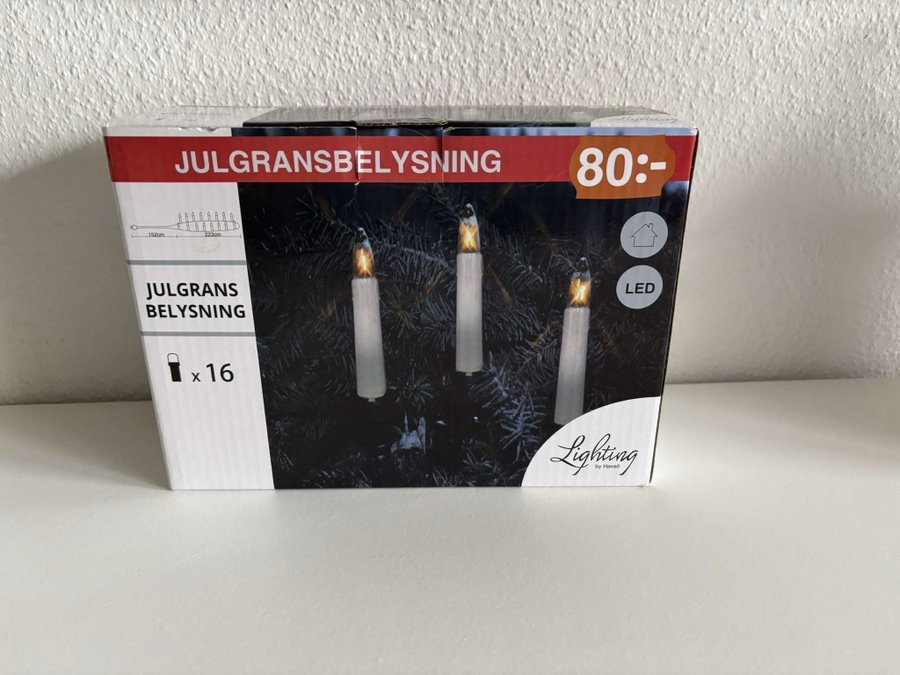 JULGRANSBELYSNING
80:-
152cm
223cm
JULGRANS
BELYSNING
x 16
LED
Lighting
by Havsö